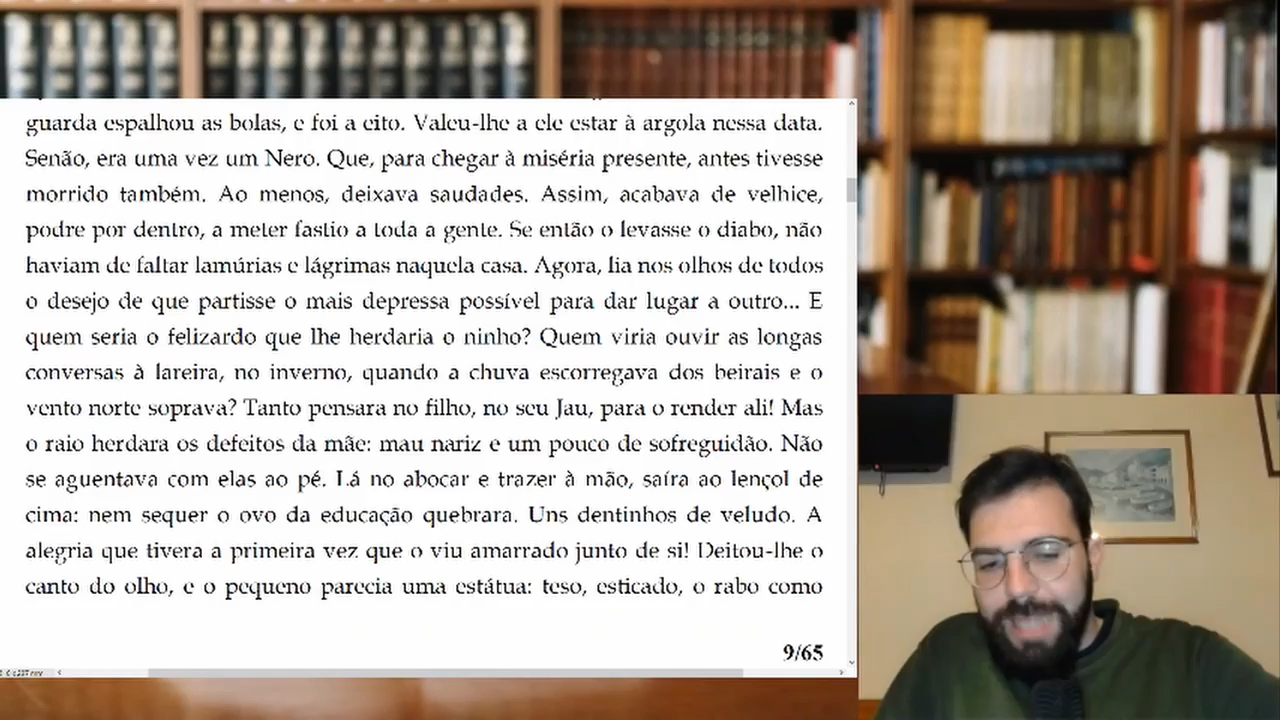 guarda espalhou as bolas, e foi a eito. Valeu-lhe a ele estar à argola nessa data.
Senão, era uma vez um Nero. Que, para chegar à miséria presente, antes tivesse
morrido também. Ao menos, deixava saudades. Assim, acabava de velhice,
podre por dentro, a meter fastio a toda a gente. Se então o levasse o diabo, não
haviam de faltar lamúrias e lágrimas naquela casa. Agora, lia nos olhos de todos
o desejo de que partisse o mais depressa possível para dar lugar a outro... E
quem seria o felizardo que lhe herdaria o ninho? Quem viria ouvir as longas
conversas à lareira, no inverno, quando a chuva escorregava dos beirais e o
vento norte soprava? Tanto pensara no filho, no seu Jau, para o render ali! Mas
o raio herdara os defeitos da mãe: mau nariz e um pouco de sofreguidão. Não
se aguentava com elas ao pé. Lá no abocar e trazer à mão, saíra ao lençol de
cima: nem sequer o ovo da educação quebrara. Uns dentinhos de veludo. A
alegria que tivera a primeira vez que o viu amarrado junto de si! Deitou-lhe o
canto do olho, e o pequeno parecia uma estátua: teso, esticado, o rabo como
9/65